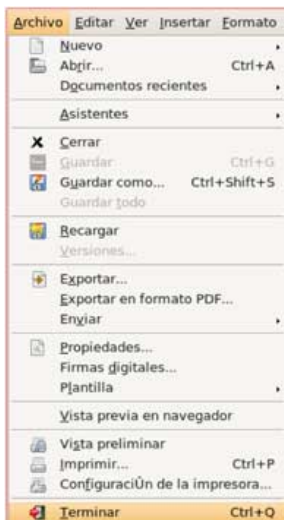 Archivo Editar Ver Insertar Formato
Nuevo
Abrir... Ctrl+A
Documentos recientes
Asistentes
Cerrar
Guardar Ctrl+G
Guardar como... Ctrl+Shift+S
Guardar todo
Recargar
Versiones...
Exportar...
Exportar en formato PDF...
Enviar
Propiedades...
Firmas digitales...
Plantilla
Vista previa en navegador
Vista preliminar
Imprimir... Ctrl+P
ConfiguraciÙn de la impresora...
Terminar Ctrl+Q